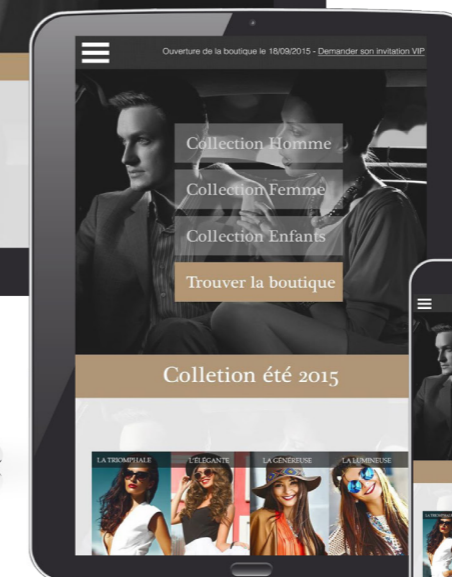 Ouverture de la boutique le 18/09/2015 - Demander son invitation VIP
Collection Homme
Collection Femme
Collection Enfants
Trouver la boutique
Colletion été 2015
LA TRIOMPHALE
L'ÉLÉGANTE
LA GÉNÉREUSE
LA LUMINEUSE